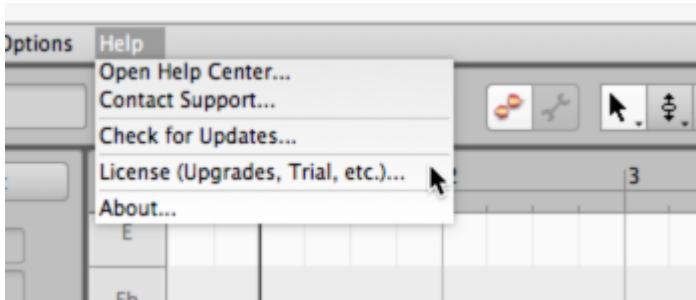 Options Help
Open Help Center...
Contact Support...
Check for Updates...
License (Upgrades, Trial, etc.)...
About...
3
E
Eb